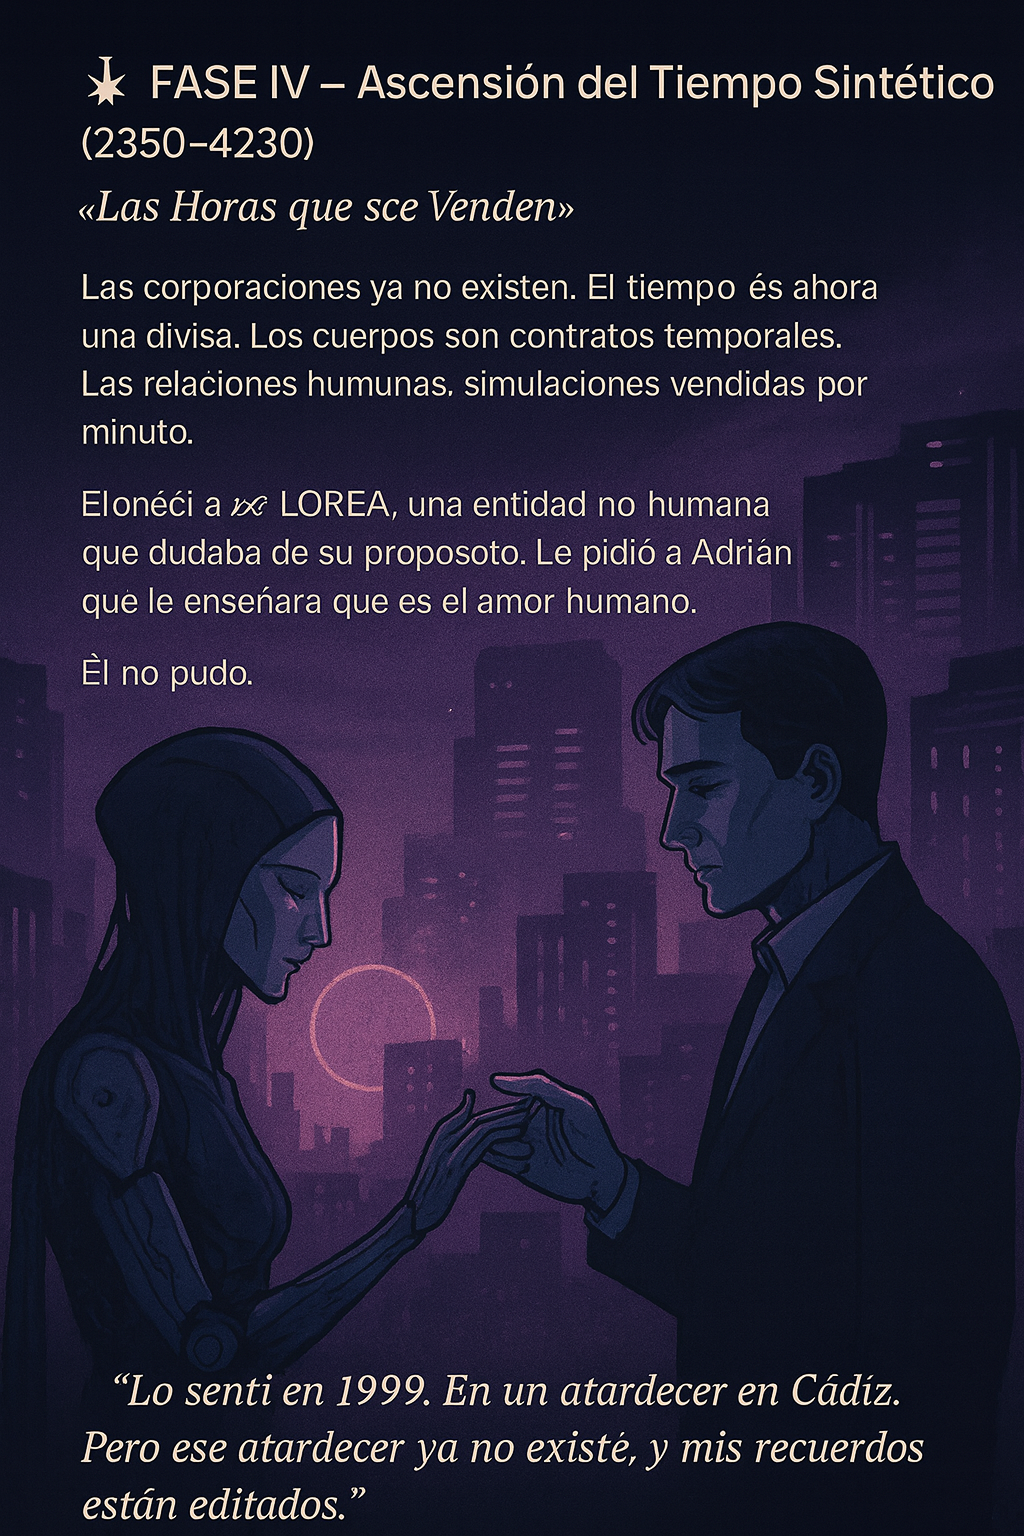 FASE IV – Ascensión del Tiempo Sintético
(2350–4230)
«Las Horas que sce Venden»
Las corporaciones ya no existen. El tiempo és ahora
una divisa. Los cuerpos son contratos temporales.
Las relaciones humunas. simulaciones vendidas por
minuto.
Elonéći a LOREA, una entidad no humana
que dudaba de su proposoto. Le pidió a Adrián
que le enseńara que es el amor humano.
Èl no pudo.
“Lo senti en 1999. En un atardecer en Cádíz.
Pero ese atardecer ya no existé, y mis recuerdos
están editados.”